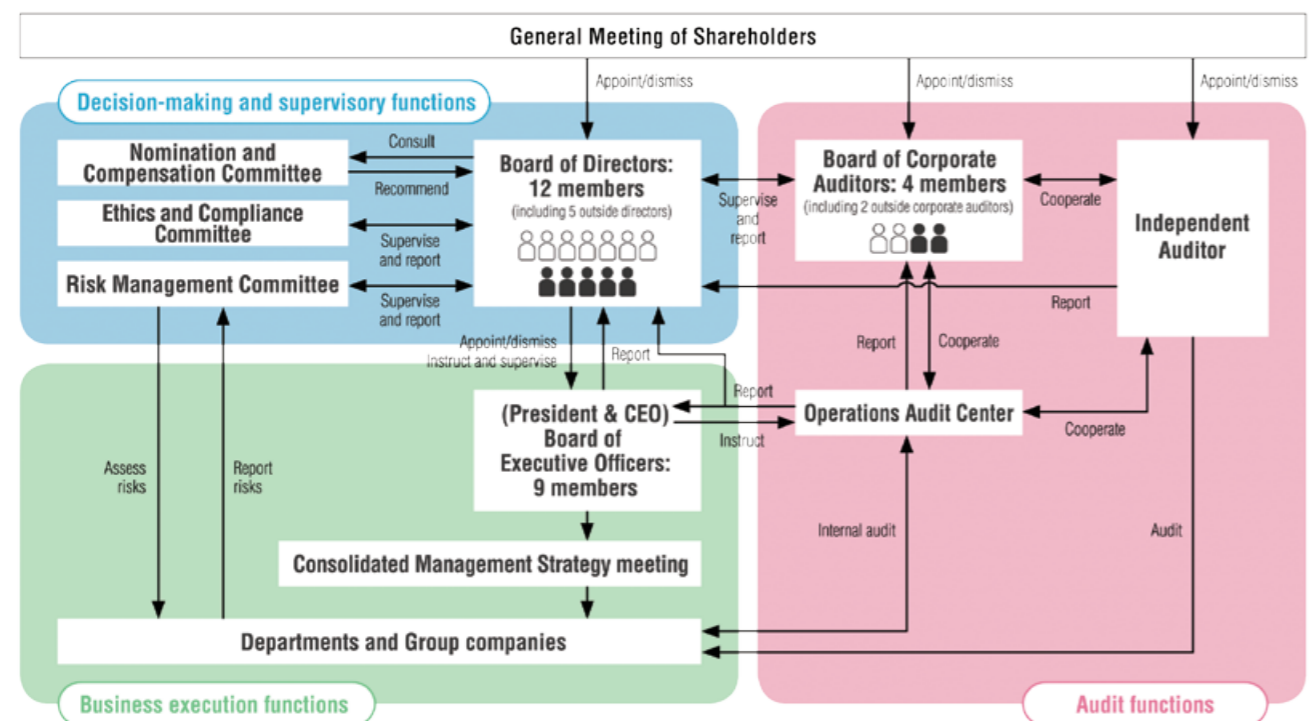 General Meeting of Shareholders
Appoint/dismiss
Appoint/dismiss
Appoint/dismiss
Decision-making and supervisory functions
Nomination and
Compensation Committee
Consult
Recommend
Ethics and Compliance
Committee
Supervise
and report
Risk Management Committee
Supervise
and report
Board of Directors:
12 members
(including 5 outside directors)
Supervise
and
report
Board of Corporate
Auditors: 4 members
(including 2 outside corporate auditors)
Cooperate
Independent
Auditor
Report
Appoint/dismiss
Instruct and supervise
Report
Report
Cooperate
(President & CEO)
Board of
Executive Officers:
9 members
Report
Instruct
Operations Audit Center
Cooperate
Assess
risks
Report
risks
Internal audit
Audit
Consolidated Management Strategy meeting
Departments and Group companies
Business execution functions
Audit functions